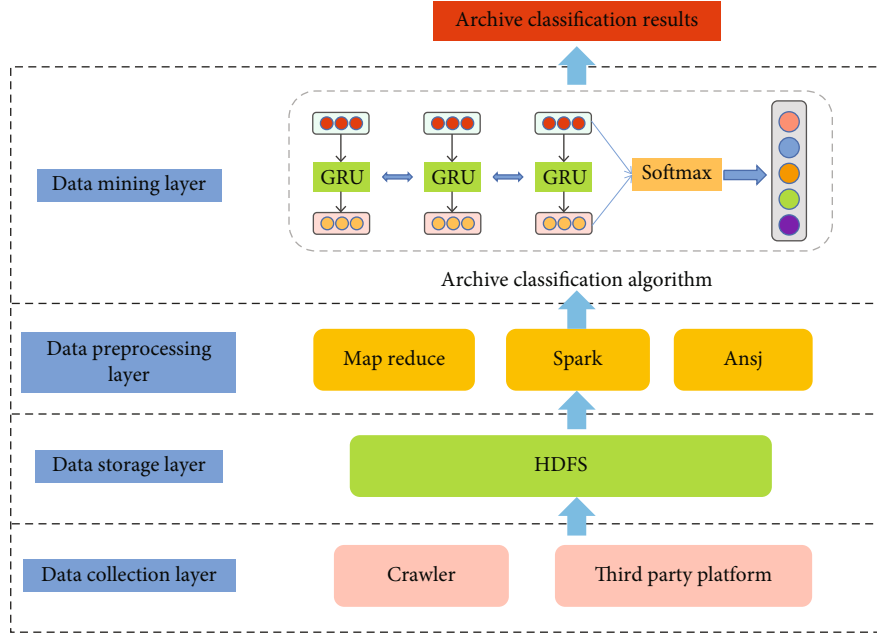 Archive classification results
Data mining layer
GRU
GRU
GRU
Softmax
Archive classification algorithm
Data preprocessing
layer
Map reduce
Spark
Ansj
Data storage layer
HDFS
Data collection layer
Crawler
Third party platform